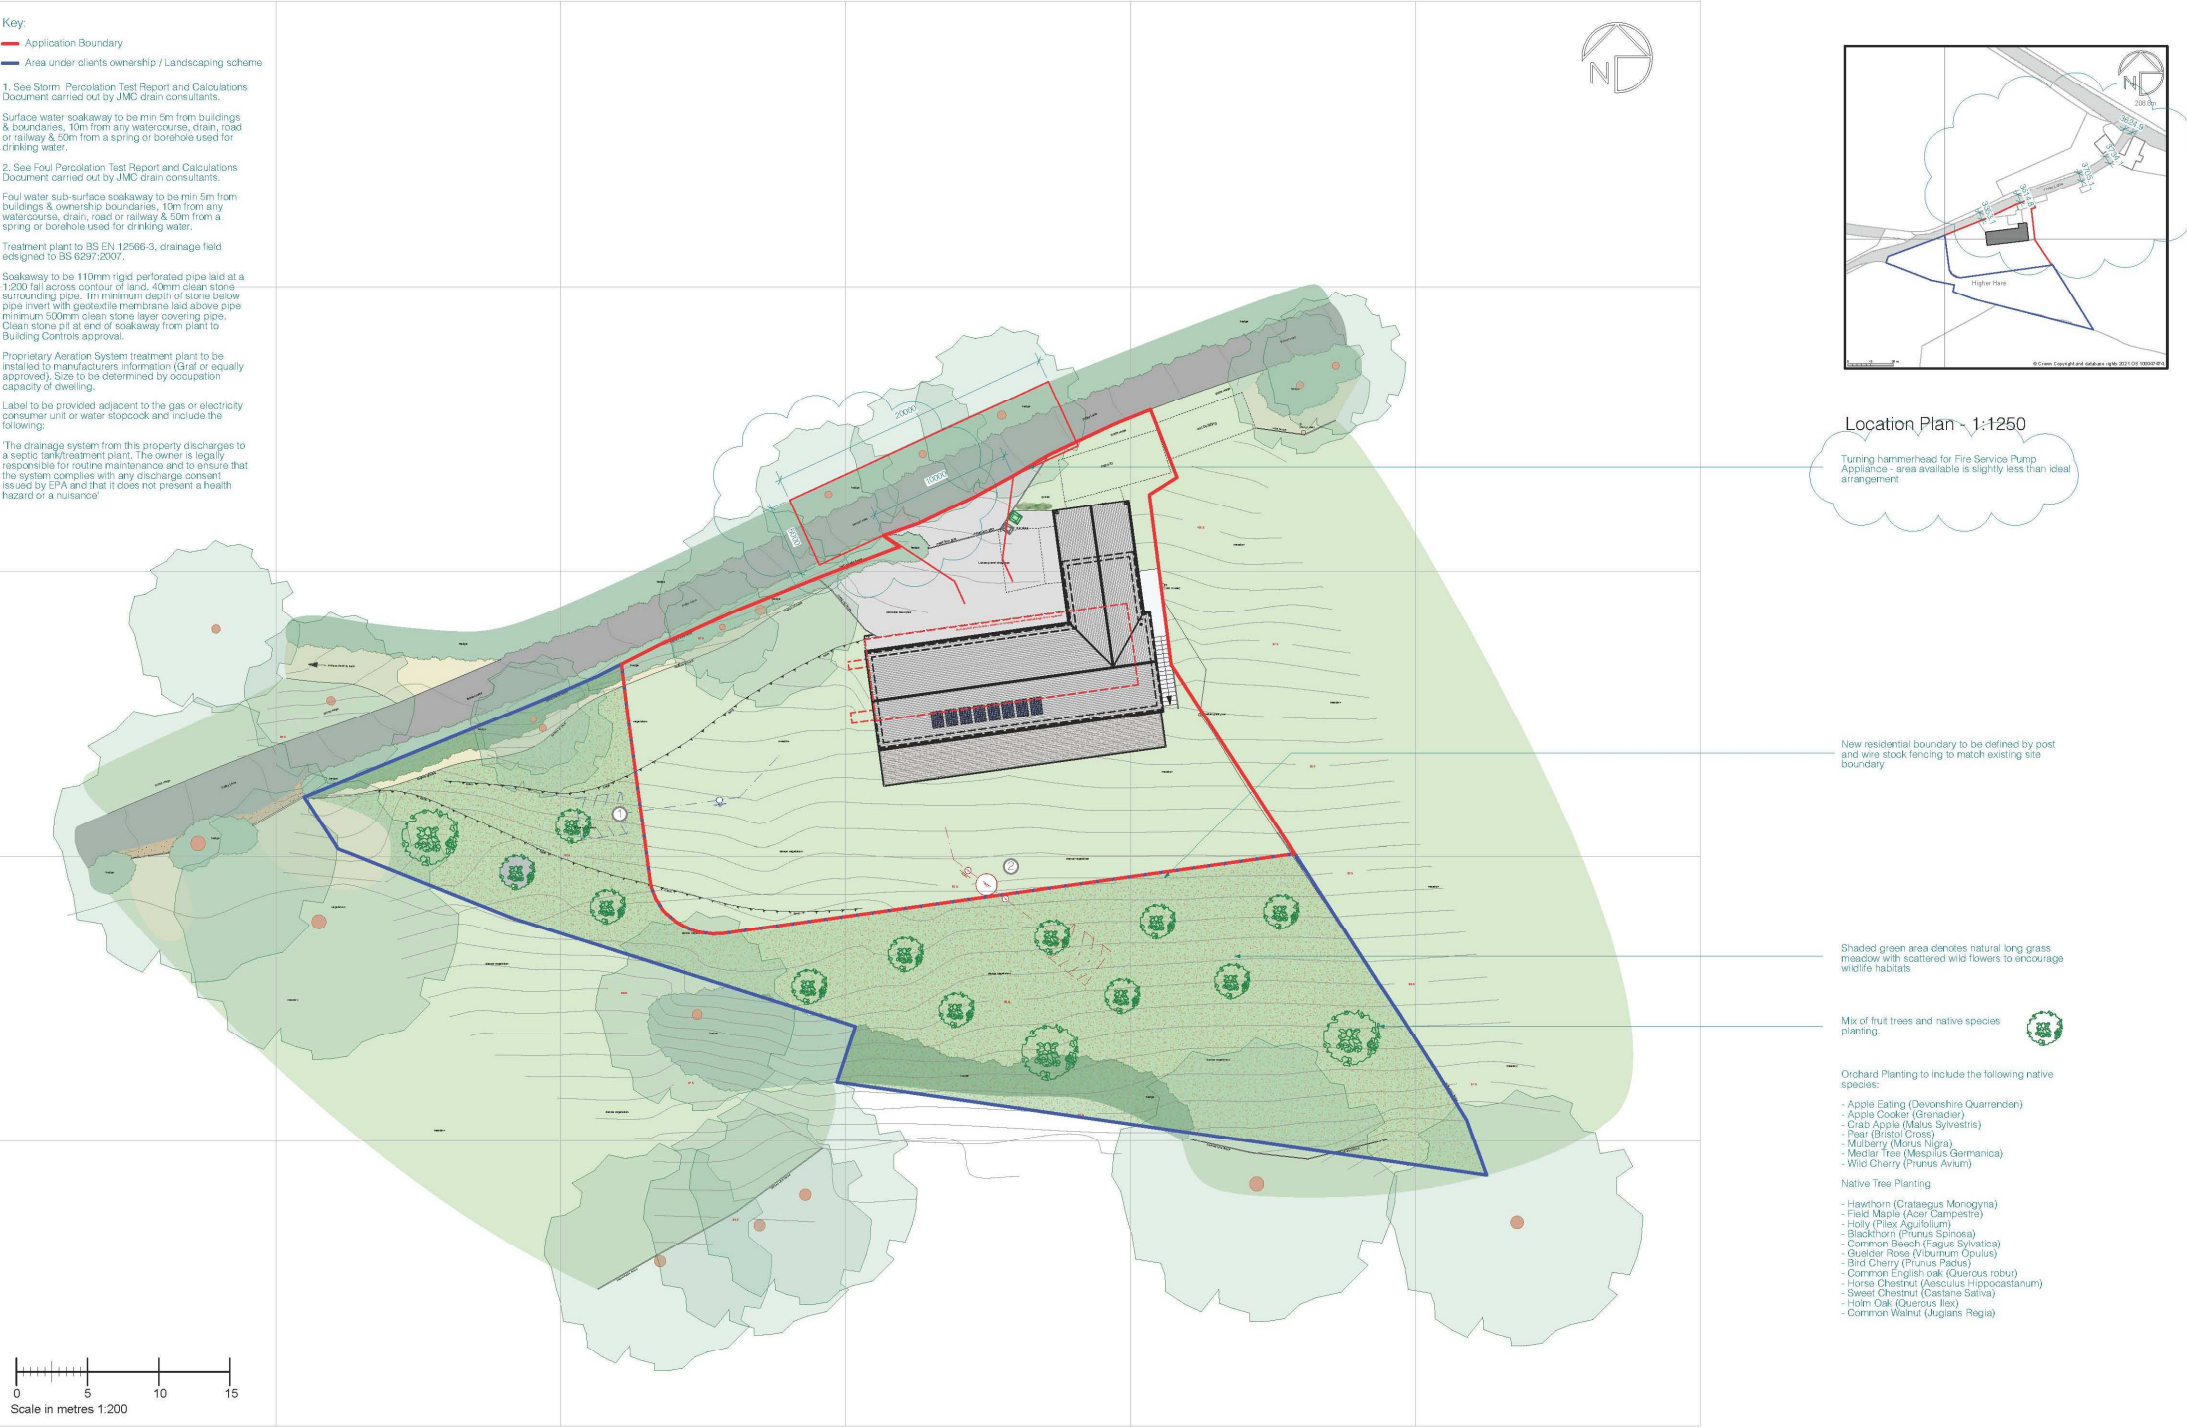 Key:
Application Boundary
Area under clients ownership / Landscaping scheme
1. See Storm Percolation Test Report and Calculations
Document carried out by JMC drain consultants.
Surface water soakaway to be min 5m from buildings
& boundaries, 10m from any watercourse, drain, road
or railway & 50m from a spring or borehole used for
drinking water.
2. See Foul Percolation Test Report and Calculations
Document carried out by JMC drain consultants.
Foul water sub-surface soakaway to be min 5m from
buildings & ownership boundaries, 10m from any
watercourse, drain, road or railway & 50m from a
spring or borehole used for drinking water.
Treatment plant to BS EN 12566-3, drainage field
edsigned to BS 6297:2007.
Soakaway to be 110mm rigid perforated pipe laid at a
1:200 fall across contour of land. 40mm clean stone
surrounding pipe. 1m minimum depth of stone below
pipe invert with geotextile membrane laid above pipe
minimum 500mm clean stone layer covering pipe.
Clean stone pit at end of soakaway from plant to
Building Controls approval.
Proprietary Aeration System treatment plant to be
installed to manufacturers information (Graf or equally
approved). Size to be determined by occupation
capacity of dwelling.
Label to be provided adjacent to the gas or electricity
consumer unit or water stopcock and include the
following:
'The drainage system from this property discharges to
a septic tank/treatment plant. The owner is legally
responsible for routine maintenance and to ensure that
the system complies with any discharge consent
issued by EPA and that it does not present a health
hazard or a nuisance'
N
20000
10000
1
2
0 5 10 15
Scale in metres 1:200
N
208.8m
3624.9
3734.1
3705.1
3614.8
Higher Hare
© Crown Copyright and database rights 2021 OS 100047474
Location Plan - 1:1250
Turning hammerhead for Fire Service Pump
Appliance - area available is slightly less than ideal
arrangement
New residential boundary to be defined by post
and wire stock fencing to match existing site
boundary
Shaded green area denotes natural long grass
meadow with scattered wild flowers to encourage
wildlife habitats
Mix of fruit trees and native species
planting.
Orchard Planting to include the following native
species:
- Apple Eating (Devonshire Quarrenden)
- Apple Cooker (Grenadier)
- Crab Apple (Malus Sylvestris)
- Pear (Bristol Cross)
- Mulberry (Morus Nigra)
- Medlar Tree (Mespilus Germanica)
- Wild Cherry (Prunus Avium)
Native Tree Planting
- Hawthorn (Crataegus Monogyna)
- Field Maple (Acer Campestre)
- Holly (Pilex Aguifolium)
- Blackthorn (Prunus Spinosa)
- Common Beech (Fagus Sylvatica)
- Guelder Rose (Viburnum Opulus)
- Bird Cherry (Prunus Padus)
- Common English oak (Quercus robur)
- Horse Chestnut (Aesculus Hippocastanum)
- Sweet Chestnut (Castane Sativa)
- Holm Oak (Quercus Ilex)
- Common Walnut (Juglans Regia)